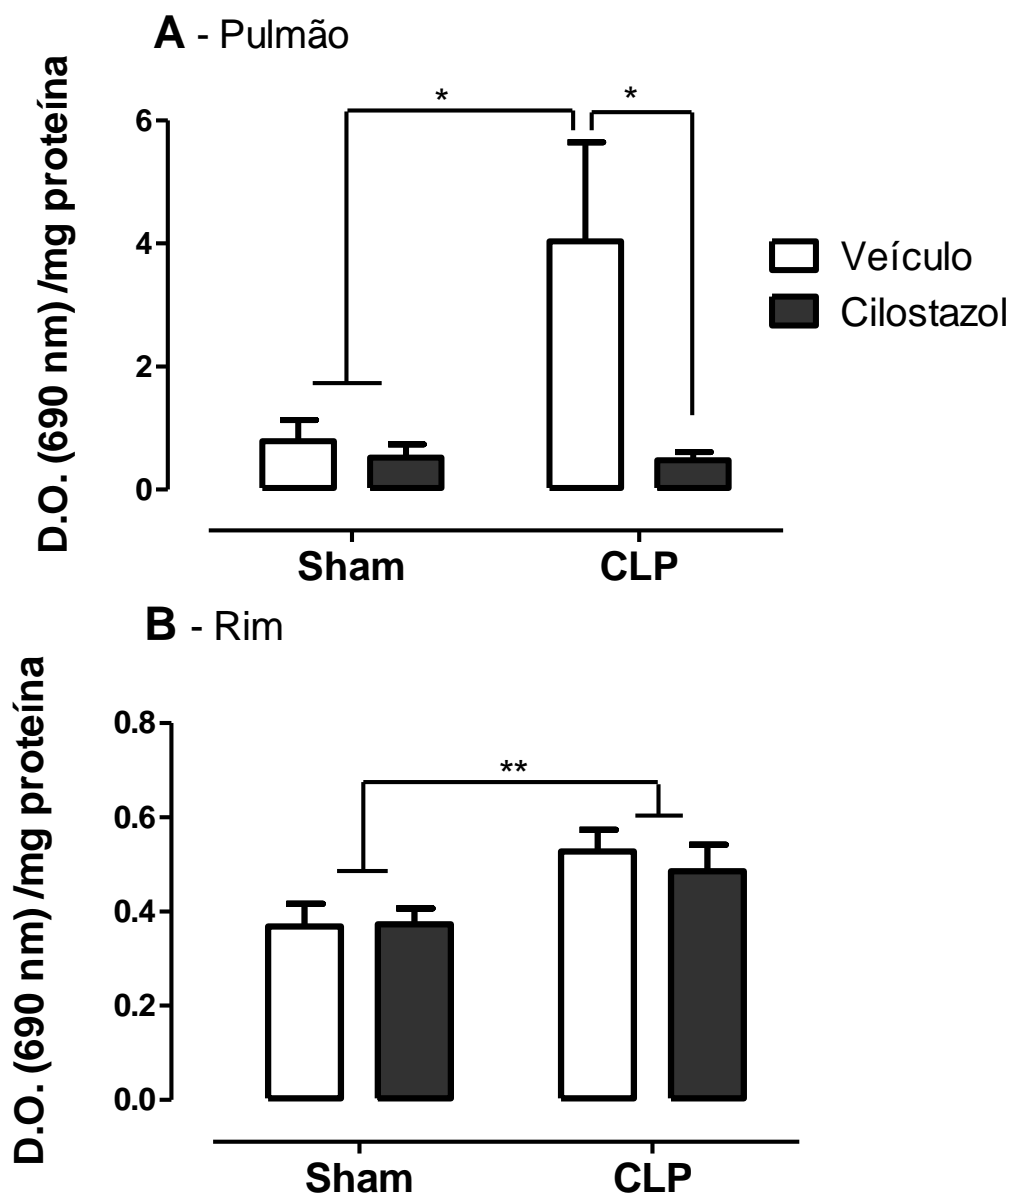 A - Pulmão
D.O. (690 nm) /mg proteína
6
4
2
0
*
*
Veículo
Cilostazol
Sham
CLP
B - Rim
D.O. (690 nm) /mg proteína
0.8
0.6
0.4
0.2
0.0
**
Sham
CLP